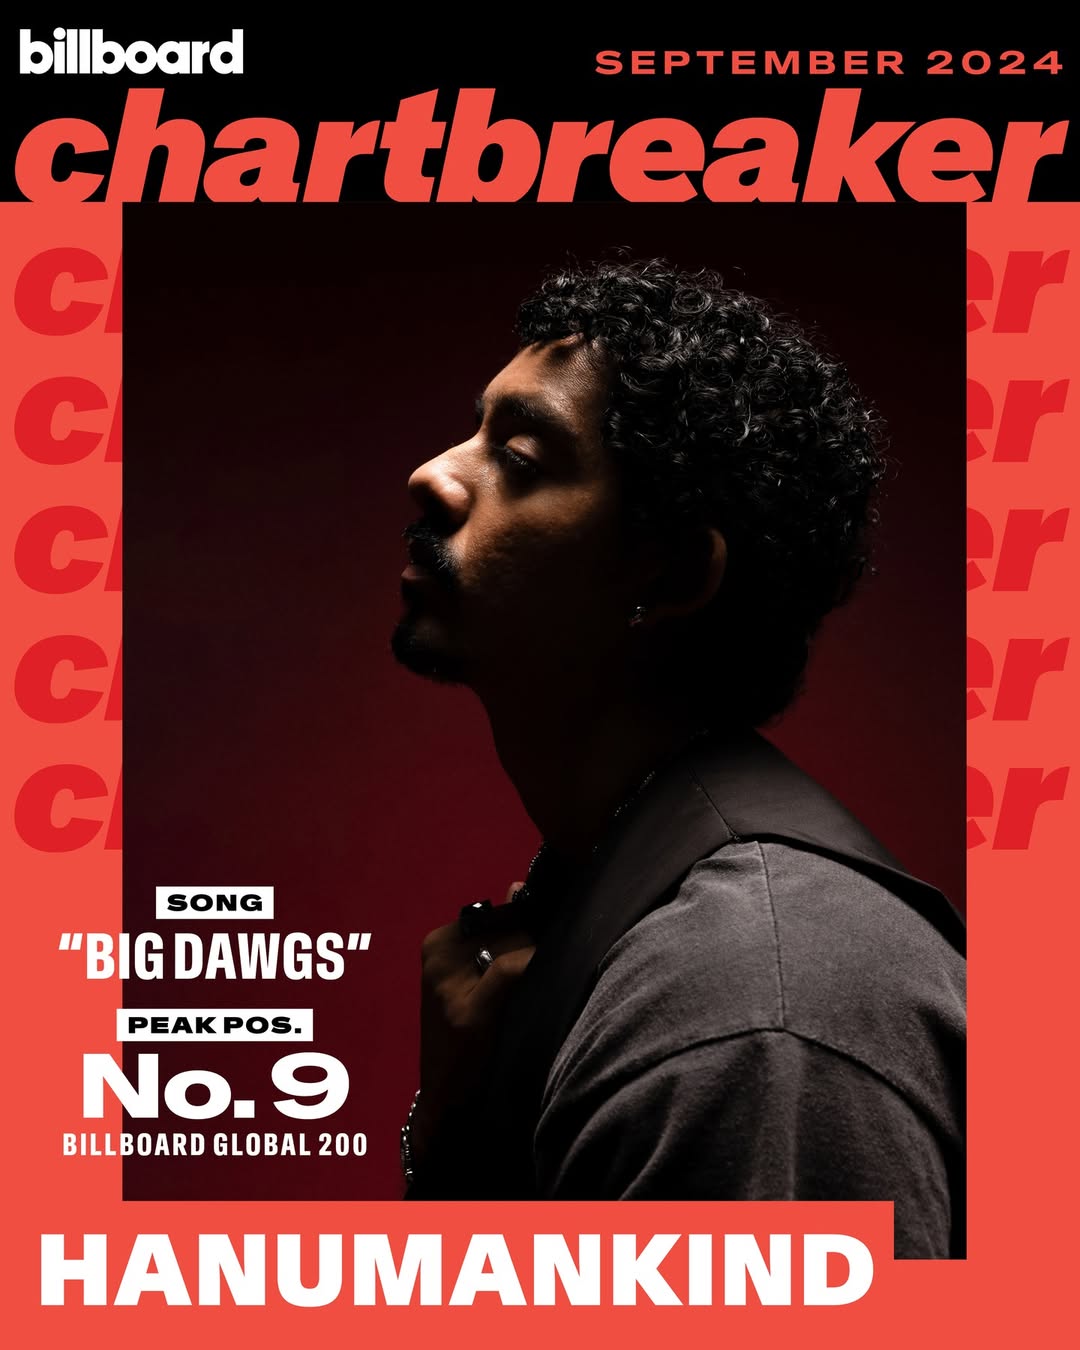 billboard
SEPTEMBER 2024
chartbreaker
SONG
“BIG DAWGS”
PEAK POS.
No. 9
BILLBOARD GLOBAL 200
HANUMANKIND